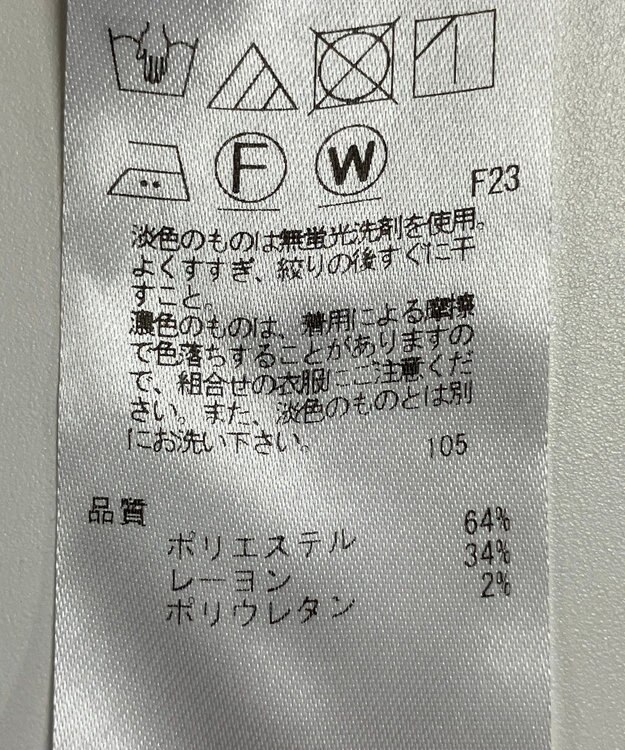 F
W
F23
淡色のものは無蛍光洗剤を使用。
よくすすぎ、絞りの後すぐに干
すこと。
濃色のものは、着用による摩擦
で色落ちすることがありますの
で、組合せの衣服にご注意くだ
さい。また、淡色のものとは別
にお洗い下さい。
105
品質
ポリエステル 64%
レーヨン 34%
ポリウレタン 2%